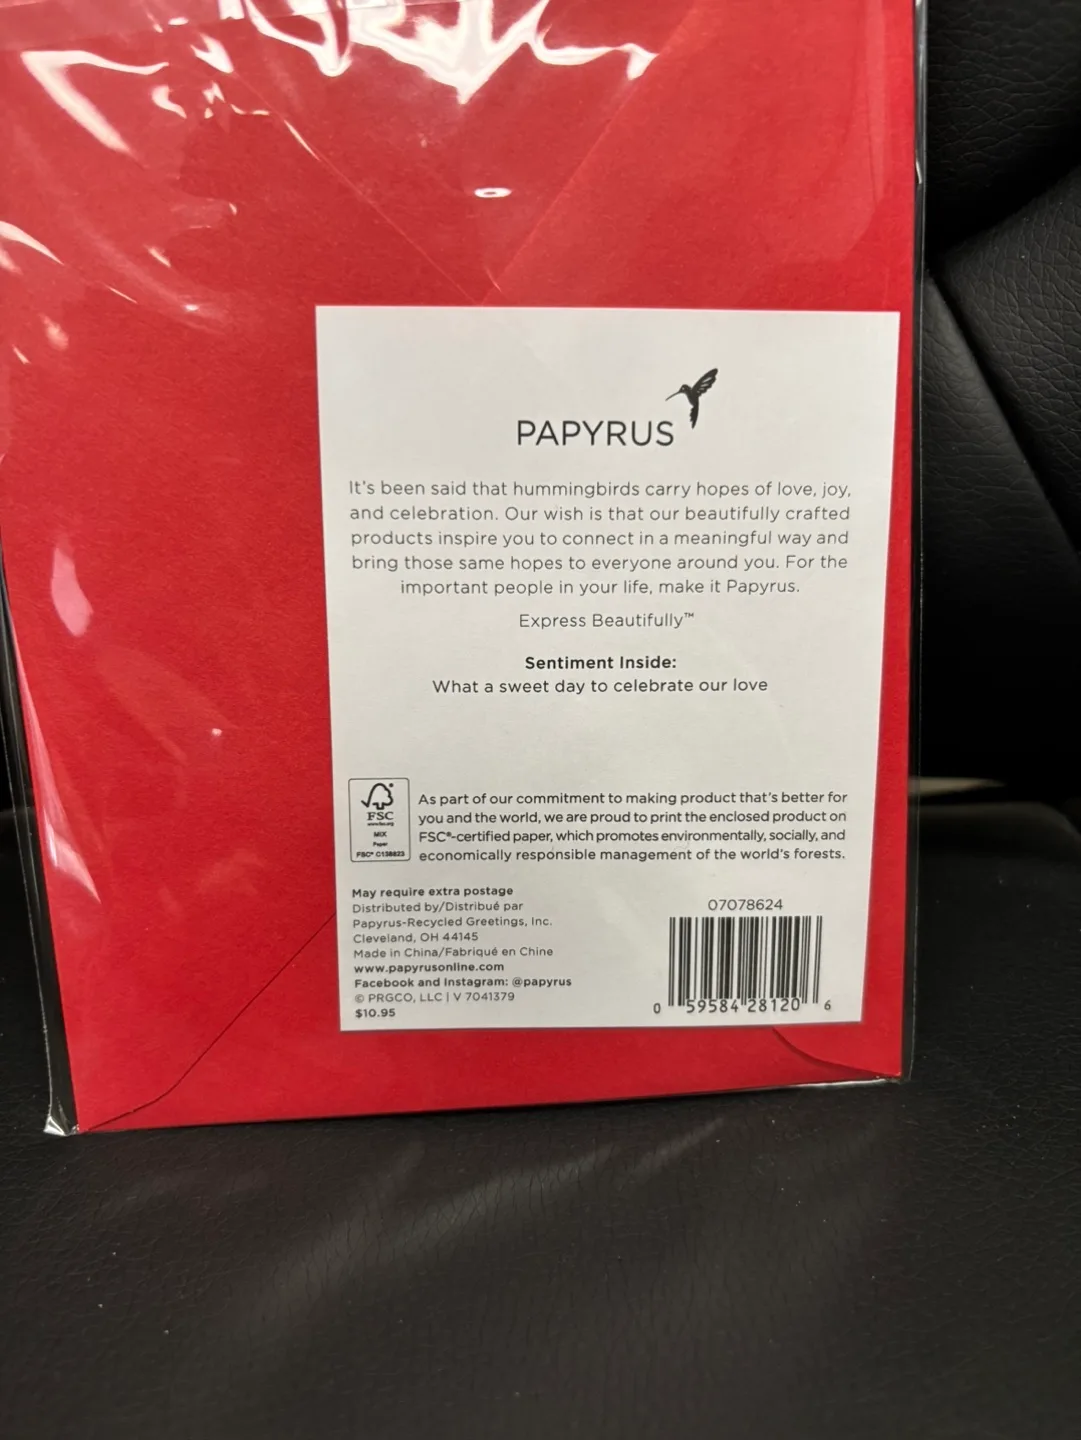 PAPYRUS
It's been said that hummingbirds carry hopes of love, joy,
and celebration. Our wish is that our beautifully crafted
products inspire you to connect in a meaningful way and
bring those same hopes to everyone around you. For the
important people in your life, make it Papyrus.
Express Beautifully™
Sentiment Inside:
What a sweet day to celebrate our love
FSC
www.fsc.org
MIX
Paper
FSC® C138823
As part of our commitment to making product that's better for
you and the world, we are proud to print the enclosed product on
FSC®-certified paper, which promotes environmentally, socially, and
economically responsible management of the world's forests.
May require extra postage
Distributed by/Distribué par
Papyrus-Recycled Greetings, Inc.
Cleveland, OH 44145
Made in China/Fabriqué en Chine
www.papyrusonline.com
Facebook and Instagram: @papyrus
© PRGCO, LLC | V 7041379
$10.95
07078624
0 59584 28120 6